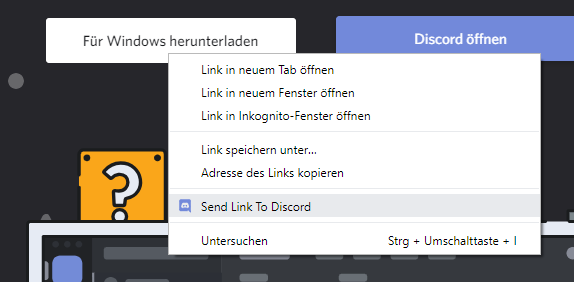 Für Windows herunterladen
Discord öffnen
Link in neuem Tab öffnen
Link in neuem Fenster öffnen
Link in Inkognito-Fenster öffnen
Link speichern unter...
Adresse des Links kopieren
Send Link To Discord
Untersuchen Strg + Umschalttaste + I
?